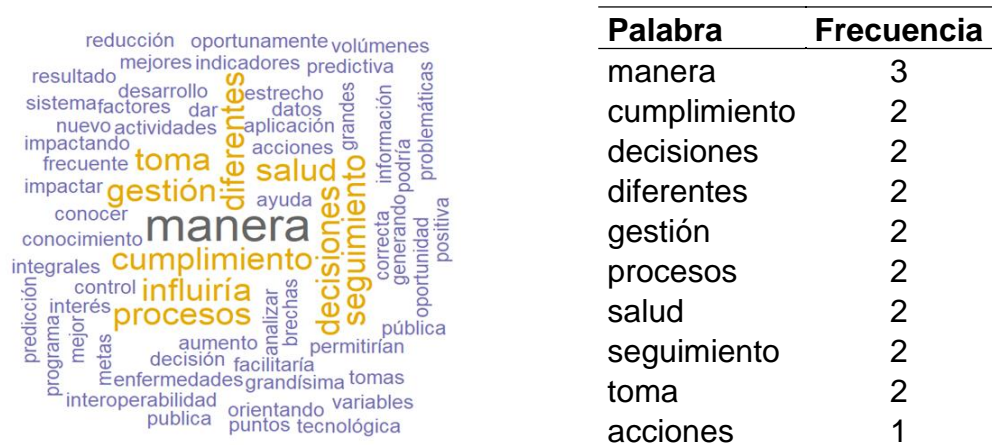 reducción oportunamente volúmenes
mejores indicadores predictiva
resultado
desarrollo
estrecho
sistema factores dar datos
nuevo actividades aplicación
impactando
frecuente toma acciones
impactar gestión salud
diferentes
grandes
información
problemáticas
conocer
ayuda
manera
conocimiento
cumplimiento
integrales
control influiría
interés
procesos
decisiones
seguimiento
correcta
generando
podría
oportunidad
positiva
predicción
programa
mejor
metas
analizar
brechas
pública
aumento permitirían
decisión facilitaría
enfermedades grandísima tomas
interoperabilidad variables
publica orientando
puntos tecnológica
Palabra Frecuencia
manera 3
cumplimiento 2
decisiones 2
diferentes 2
gestión 2
procesos 2
salud 2
seguimiento 2
toma 2
acciones 1